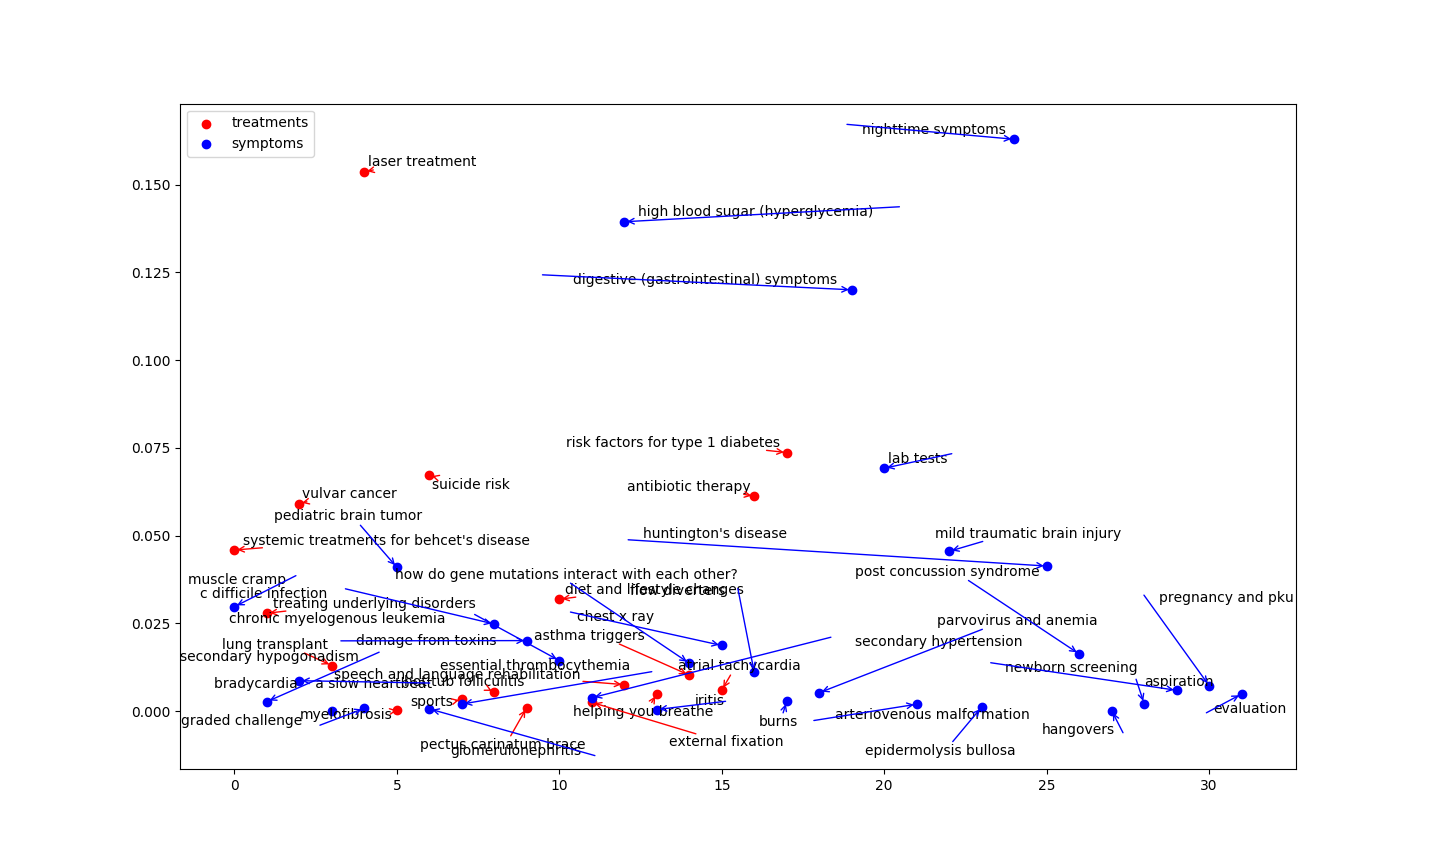 treatments
symptoms
nighttime symptoms
laser treatment
0.150
high blood sugar (hyperglycemia)
0.125
digestive (gastrointestinal) symptoms
0.100
risk factors for type 1 diabetes
0.075
lab tests
suicide risk
antibiotic therapy
vulvar cancer
pediatric brain tumor
huntington's disease
mild traumatic brain injury
0.050
systemic treatments for behcet's disease
post concussion syndrome
how do gene mutations interact with each other?
muscle cramp
diet and lifestyle changes
flow diverters
c difficile infection
pregnancy and pku
treating underlying disorders
chest x ray
chronic myelogenous leukemia
parvovirus and anemia
0.025
asthma triggers
damage from toxins
secondary hypertension
lung transplant
secondary hypogonadism
essential thrombocythemia
atrial tachycardia
newborn screening
speech and language rehabilitation
hot tub folliculitis
bradycardia - a slow heartbeat
aspiration
sports
iritis
evaluation
0.000
helping you breathe
myelofibrosis
arteriovenous malformation
graded challenge
burns
hangovers
external fixation
pectus carinatum brace
glomerulonephritis
epidermolysis bullosa
0 5 10 15 20 25 30